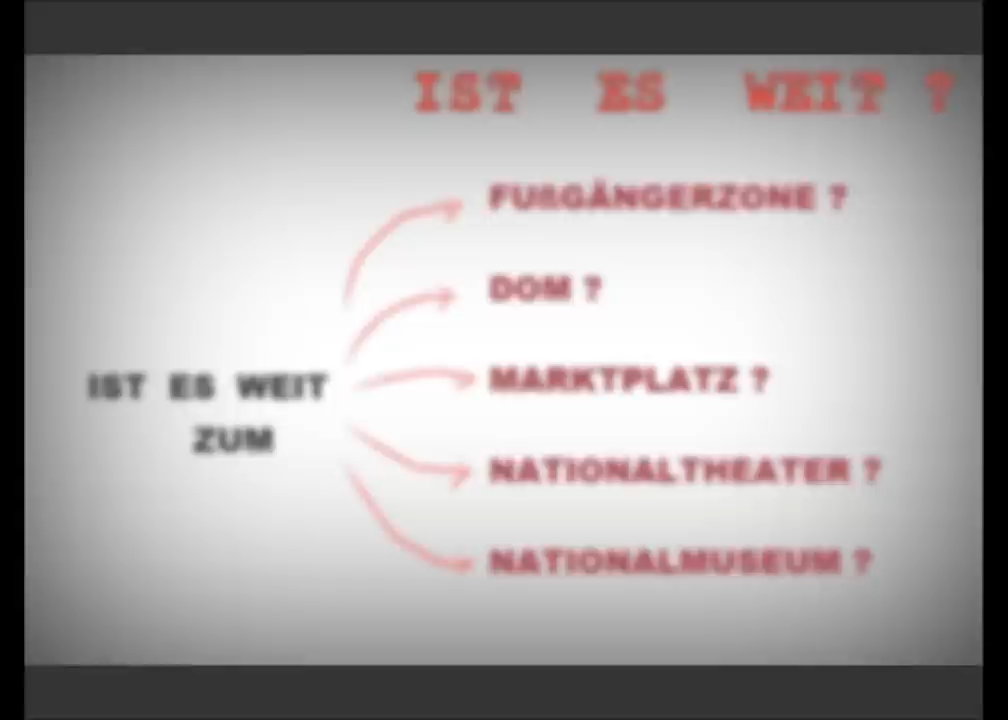 IST ES WEIT ?
FUßGÄNGERZONE ?
DOM ?
MARKTPLATZ ?
IST ES WEIT
ZUM
NATIONALTHEATER ?
NATIONALMUSEUM ?